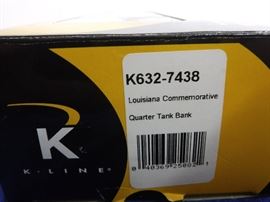 K632-7438
Louisiana Commemorative
Quarter Tank Bank
K
K-LINE®